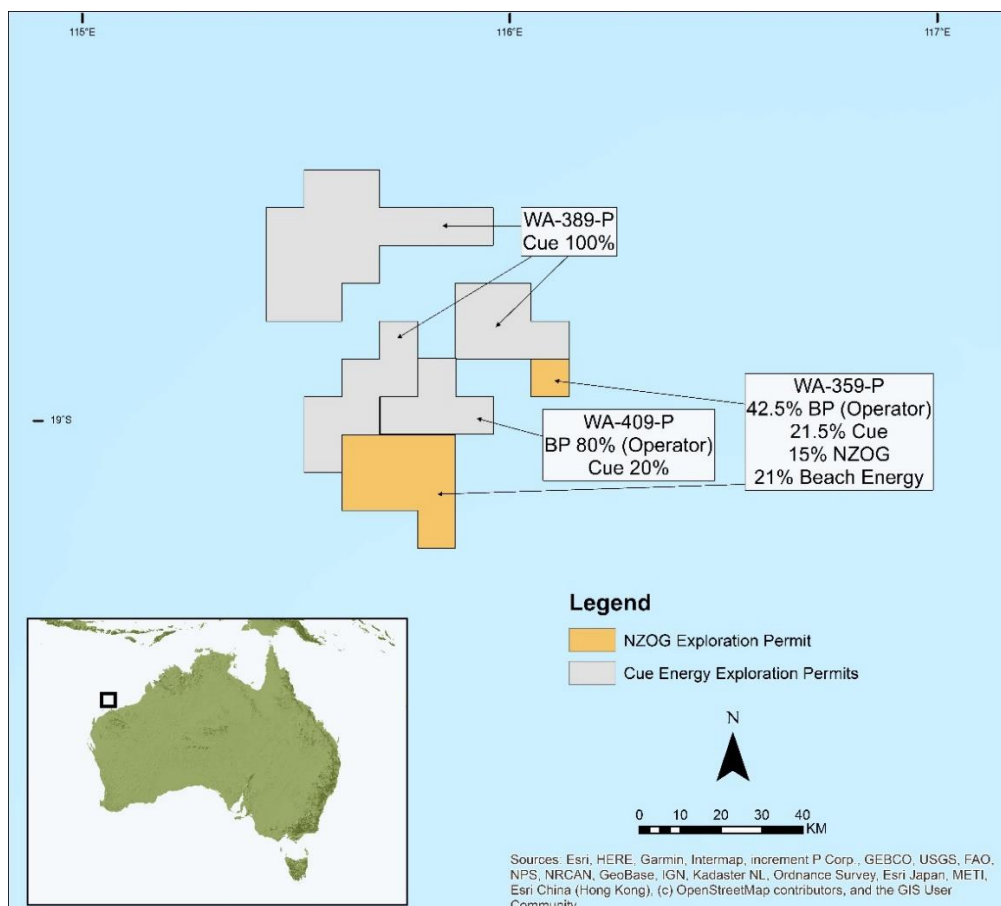 115°E
116°E
117°E
WA-389-P
Cue 100%
19°S
WA-409-P
BP 80% (Operator)
Cue 20%
WA-359-P
42.5% BP (Operator)
21.5% Cue
15% NZOG
21% Beach Energy
Legend
NZOG Exploration Permit
Cue Energy Exploration Permits
N
0 10 20 30 40
KM
Sources: Esri, HERE, Garmin, Intermap, increment P Corp., GEBCO, USGS, FAO,
NPS, NRCAN, GeoBase, IGN, Kadaster NL, Ordnance Survey, Esri Japan, METI,
Esri China (Hong Kong), (c) OpenStreetMap contributors, and the GIS User
Community